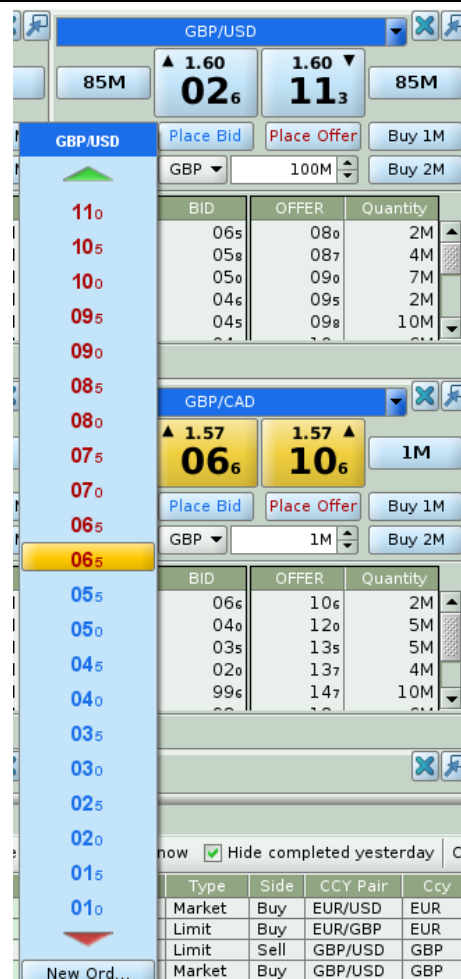 GBP/USD
▲ 1.60 1.60 ▼
85M 026 113 85M
GBP/USD Place Bid Place Offer Buy 1M
GBP 100M Buy 2M
BID OFFER Quantity
065 080 2M
058 087 4M
050 090 7M
046 095 2M
045 098 10M
110
105
100
095
090
085
080
075
070
065
065
055
050
045
040
035
030
025
020
015
010
New Ord...
GBP/CAD
▲ 1.57 1.57 ▲
066 106 1M
Place Bid Place Offer Buy 1M
GBP 1M Buy 2M
BID OFFER Quantity
066 106 2M
040 120 5M
035 135 5M
020 137 4M
996 147 10M
now Hide completed yesterday
Type Side CCY Pair Ccy
Market Buy EUR/USD EUR
Limit Buy EUR/GBP EUR
Limit Sell GBP/USD GBP
Market Buy GBP/USD GBP